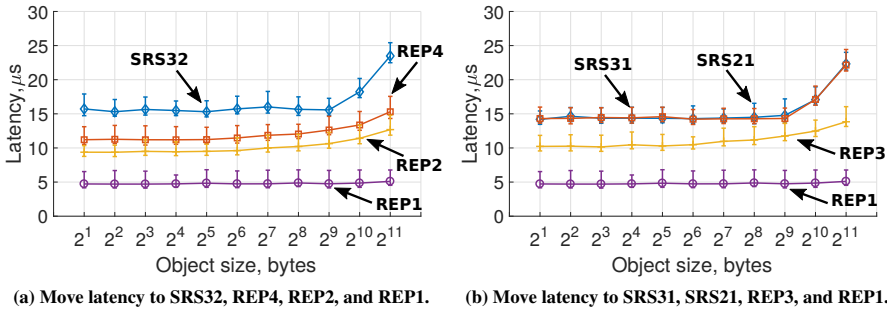 30
25
20
15
10
5
0
Latency, μs
SRS32
REP4
REP2
REP1
2^1 2^2 2^3 2^4 2^5 2^6 2^7 2^8 2^9 2^10 2^11
Object size, bytes
(a) Move latency to SRS32, REP4, REP2, and REP1.
30
25
20
15
10
5
0
Latency, μs
SRS31
SRS21
REP3
REP1
2^1 2^2 2^3 2^4 2^5 2^6 2^7 2^8 2^9 2^10 2^11
Object size, bytes
(b) Move latency to SRS31, SRS21, REP3, and REP1.